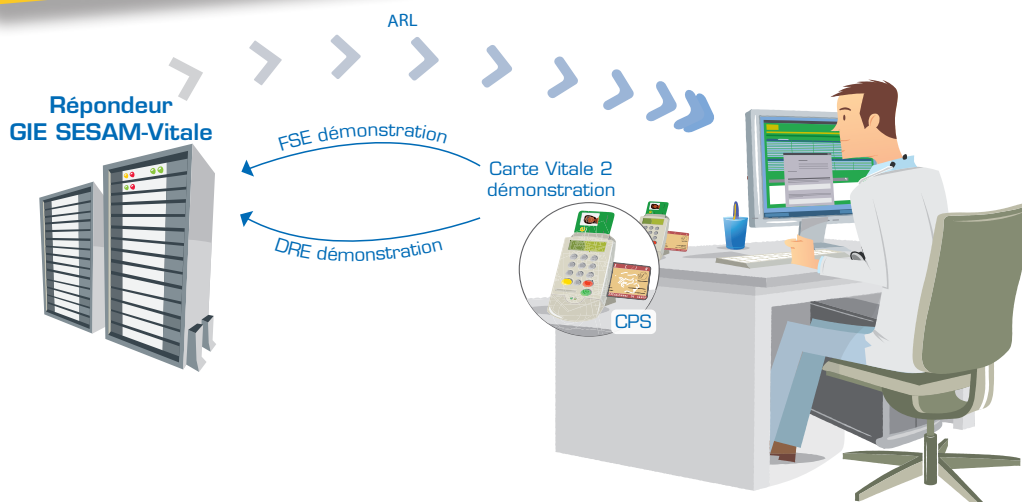 ARL
Répondeur
GIE SESAM-Vitale
FSE démonstration
Carte Vitale 2
démonstration
DRE démonstration
CPS